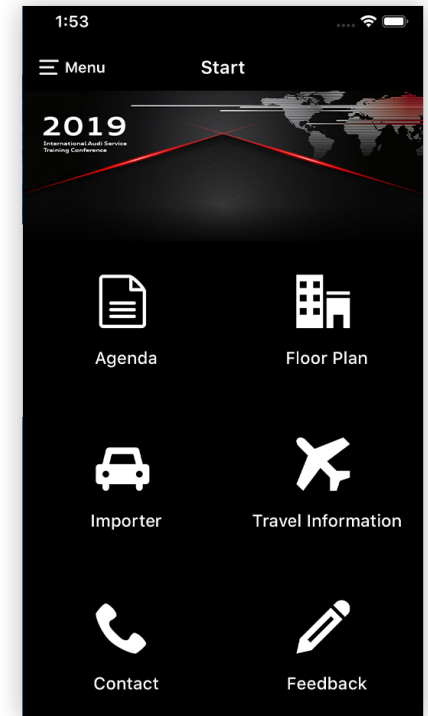 1:53
Menu
Start
2019
International Audi Service
Training Conference
Agenda
Floor Plan
Importer
Travel Information
Contact
Feedback